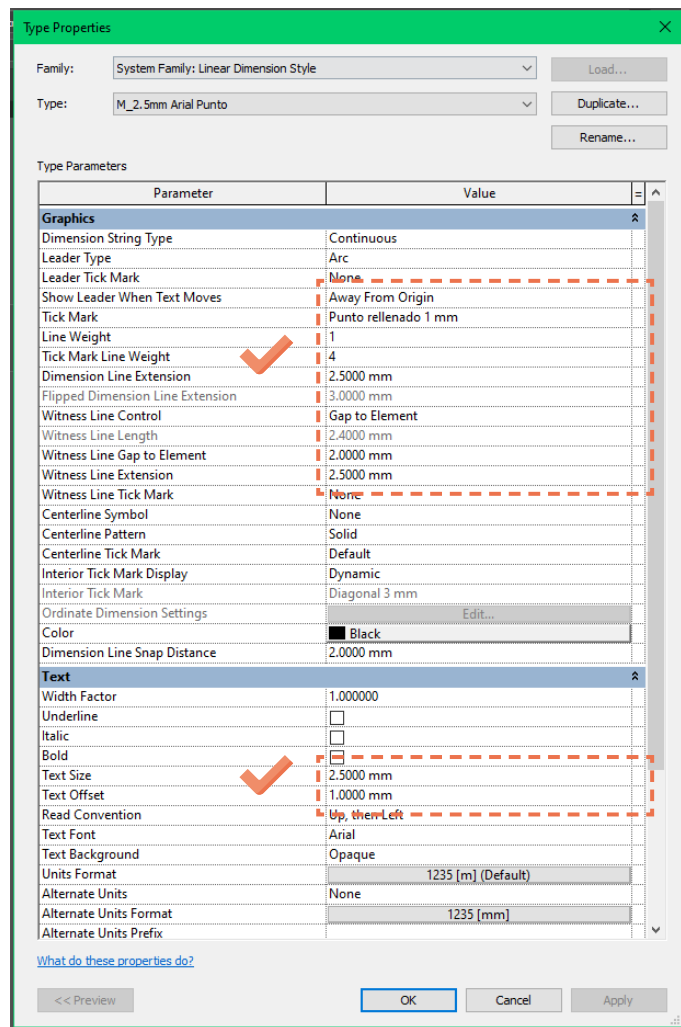 Type Properties
Family: System Family: Linear Dimension Style Load...
Type: M_2.5mm Arial Punto Duplicate...
Rename...
Type Parameters
Parameter Value =
Graphics
Dimension String Type Continuous
Leader Type Arc
Leader Tick Mark None
Show Leader When Text Moves Away From Origin
Tick Mark Punto rellenado 1 mm
Line Weight 1
Tick Mark Line Weight 4
Dimension Line Extension 2.5000 mm
Flipped Dimension Line Extension 3.0000 mm
Witness Line Control Gap to Element
Witness Line Length 2.4000 mm
Witness Line Gap to Element 2.0000 mm
Witness Line Extension 2.5000 mm
Witness Line Tick Mark None
Centerline Symbol None
Centerline Pattern Solid
Centerline Tick Mark Default
Interior Tick Mark Display Dynamic
Interior Tick Mark Diagonal 3 mm
Ordinate Dimension Settings Edit...
Color Black
Dimension Line Snap Distance 2.0000 mm
Text
Width Factor 1.000000
Underline
Italic
Bold
Text Size 2.5000 mm
Text Offset 1.0000 mm
Read Convention Up, then Left
Text Font Arial
Text Background Opaque
Units Format 1235 [m] (Default)
Alternate Units None
Alternate Units Format 1235 [mm]
Alternate Units Prefix
What do these properties do?
<< Preview OK Cancel Apply